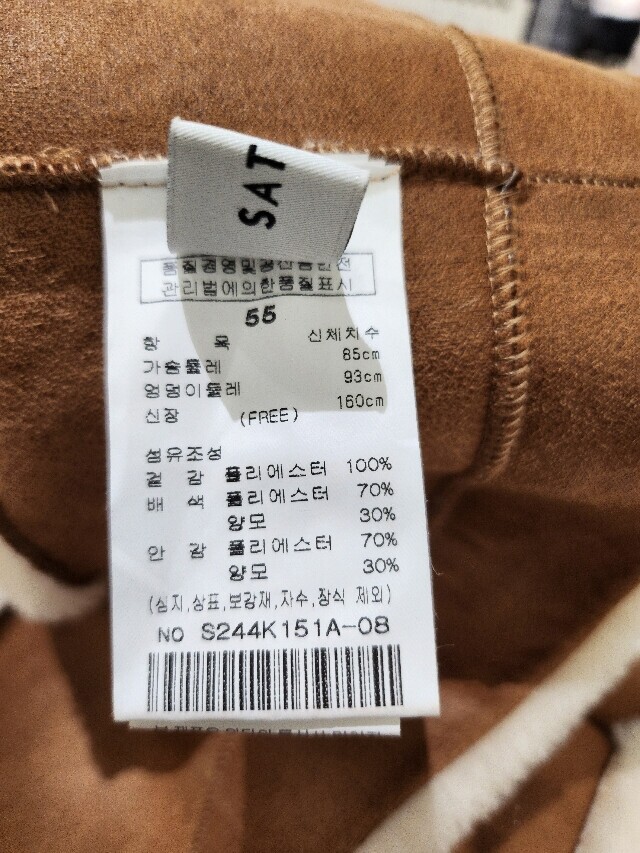 SAT
품질경영및공산품안전
관리법에의한품질표시
55
항 목 신체치수
가슴둘레 85cm
엉덩이둘레 93cm
신장 160cm
(FREE)
섬유조성
겉 감 폴리에스터 100%
배 색 폴리에스터 70%
양모 30%
안 감 폴리에스터 70%
양모 30%
(심지,상표,보강재,자수,장식 제외)
NO S244K151A-08